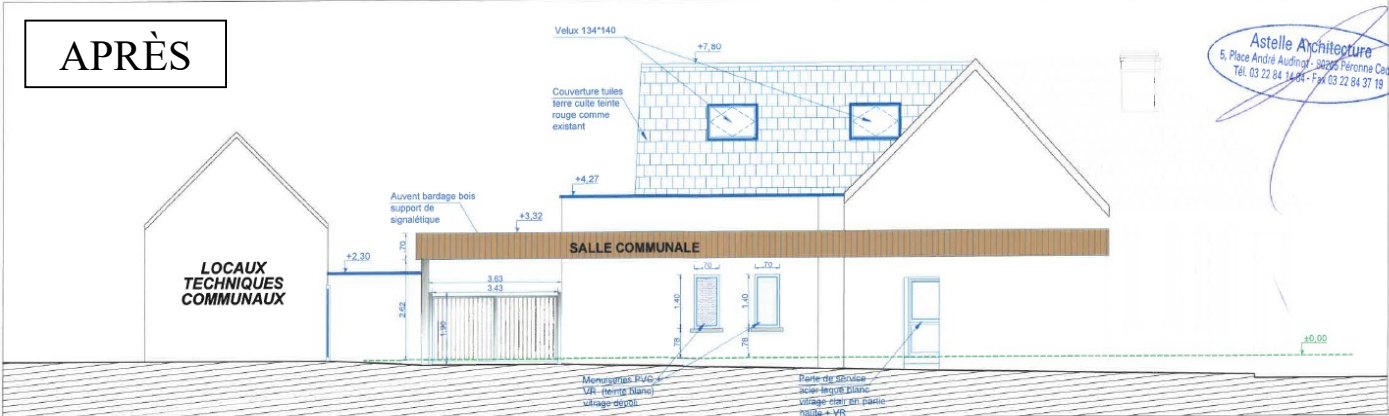 APRÈS
Velux 134*140
+7,80
Astelle Architecture
5, Place André Audinot - 80205 Péronne Ced
Tél. 03 22 84 14 84 - Fax 03 22 84 37 19
Couverture tuiles
terre cuite teinte
rouge comme
existant
+4,27
Auvent bardage bois
support de
signalétique
+3,32
.70
SALLE COMMUNALE
+2,30
LOCAUX
TECHNIQUES
COMMUNAUX
3.63
3.43
.70
.70
1.40
1.40
2.62
1.90
.78
.78
±0,00
Menuiseries PVC +
VR (teinte blanc)
vitrage dépoli
Porte de service
acier laqué blanc
vitrage clair en partie
haute + VR